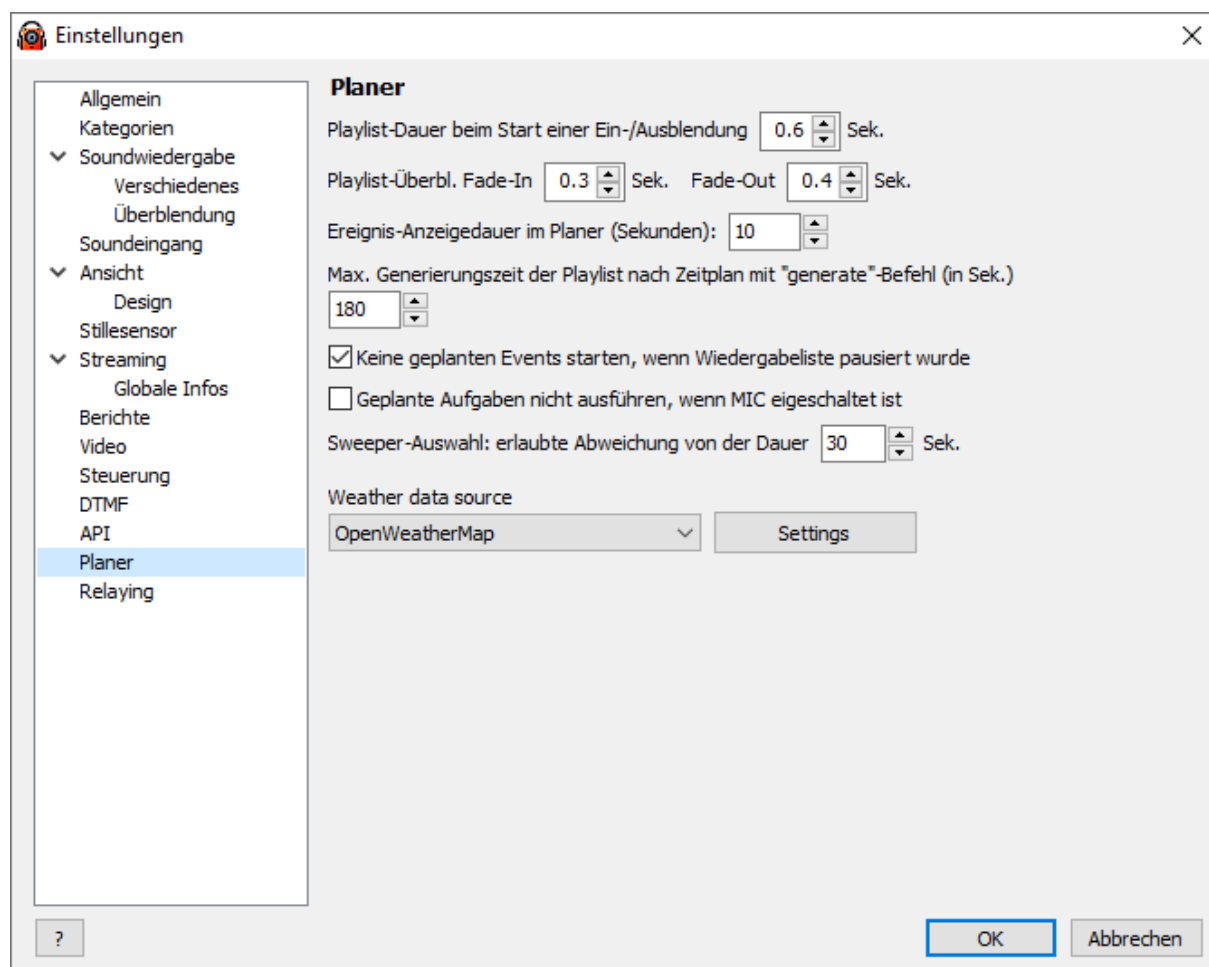 Einstellungen
Allgemein
Kategorien
Soundwiedergabe
Verschiedenes
Überblendung
Soundeingang
Ansicht
Design
Stillesensor
Streaming
Globale Infos
Berichte
Video
Steuerung
DTMF
API
Planer
Relaying
Planer
Playlist-Dauer beim Start einer Ein-/Ausblendung 0.6 Sek.
Playlist-Überbl. Fade-In 0.3 Sek. Fade-Out 0.4 Sek.
Ereignis-Anzeigedauer im Planer (Sekunden): 10
Max. Generierungszeit der Playlist nach Zeitplan mit "generate"-Befehl (in Sek.)
180
Keine geplanten Events starten, wenn Wiedergabeliste pausiert wurde
Geplante Aufgaben nicht ausführen, wenn MIC eigeschaltet ist
Sweeper-Auswahl: erlaubte Abweichung von der Dauer 30 Sek.
Weather data source
OpenWeatherMap Settings
? OK Abbrechen